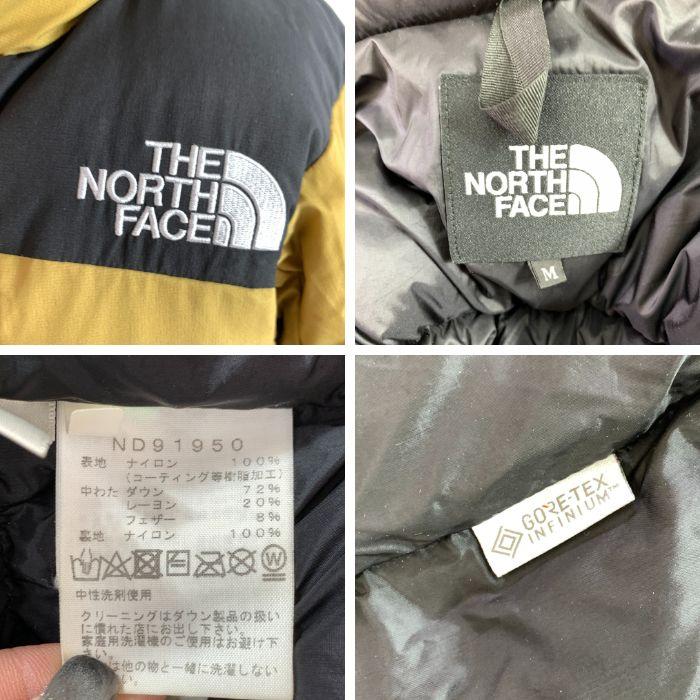 THE
NORTH
FACE
THE
NORTH
FACE
M
ND91950
表地 ナイロン 100%
(コーティング等樹脂加工)
中わた ダウン 72%
レーヨン 20%
フェザー 8%
裏地 ナイロン 100%
W
中性洗剤使用
クリーニングはダウン製品の扱い
に慣れた店にお出し下さい。
家庭用洗濯機のご使用はお避け下
さい。
は他の物と一緒に洗濯しない
GORE-TEX
INFINIUM™